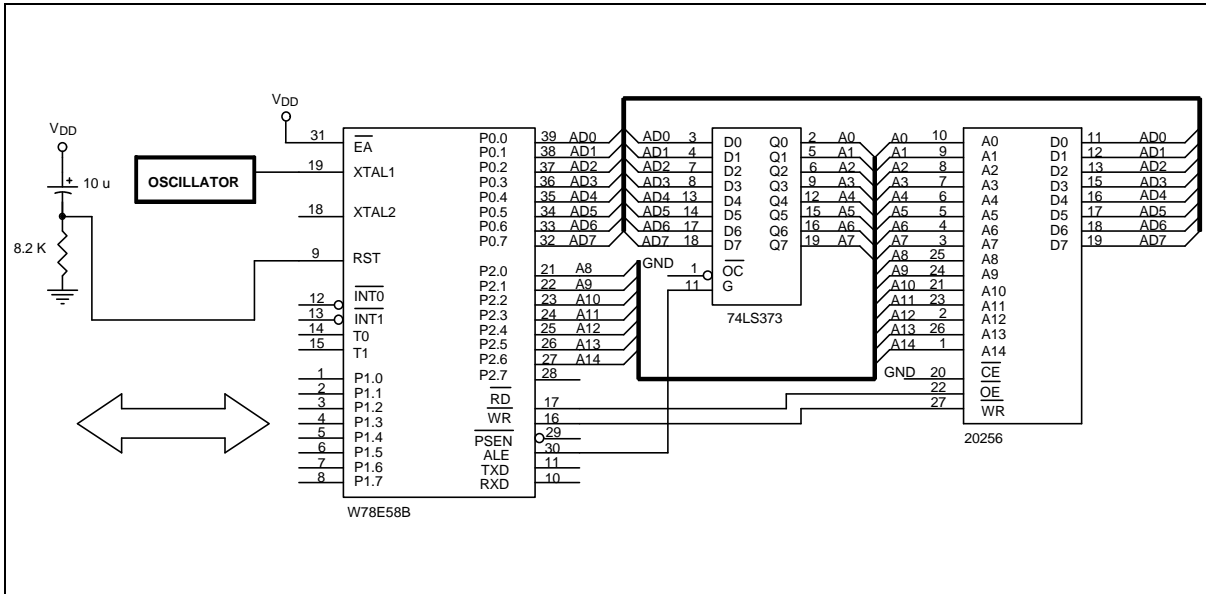 VDD
10 u
8.2 K
OSCILLATOR
VDD
31 EA
19 XTAL1
18 XTAL2
9 RST
12 INT0
13 INT1
14 T0
15 T1
1 P1.0
2 P1.1
3 P1.2
4 P1.3
5 P1.4
6 P1.5
7 P1.6
8 P1.7
P0.0 39 AD0
P0.1 38 AD1
P0.2 37 AD2
P0.3 36 AD3
P0.4 35 AD4
P0.5 34 AD5
P0.6 33 AD6
P0.7 32 AD7
P2.0 21 A8
P2.1 22 A9
P2.2 23 A10
P2.3 24 A11
P2.4 25 A12
P2.5 26 A13
P2.6 27 A14
P2.7 28
RD 17
WR 16
PSEN 29
ALE 30
TXD 11
RXD 10
W78E58B
AD0 3 D0 Q0 2 A0
AD1 4 D1 Q1 5 A1
AD2 7 D2 Q2 6 A2
AD3 8 D3 Q3 9 A3
AD4 13 D4 Q4 12 A4
AD5 14 D5 Q5 15 A5
AD6 17 D6 Q6 16 A6
AD7 18 D7 Q7 19 A7
GND 1 OC
11 G
74LS373
A0 10 A0 D0 11 AD0
A1 9 A1 D1 12 AD1
A2 8 A2 D2 13 AD2
A3 7 A3 D3 15 AD3
A4 6 A4 D4 16 AD4
A5 5 A5 D5 17 AD5
A6 4 A6 D6 18 AD6
A7 3 A7 D7 19 AD7
A8 25 A8
A9 24 A9
A10 21 A10
A11 23 A11
A12 2 A12
A13 26 A13
A14 1 A14
GND 20 CE
22 OE
27 WR
20256